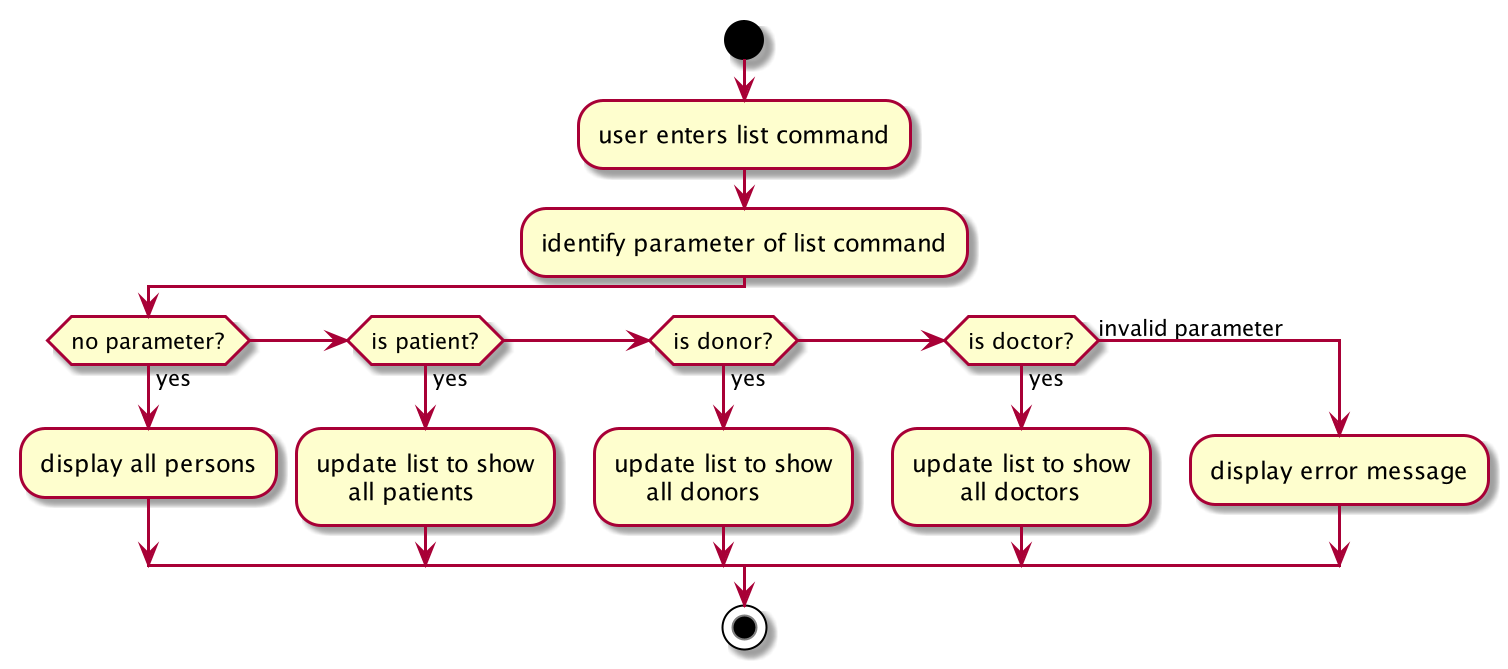 user enters list command
identify parameter of list command
no parameter?
is patient?
is donor?
is doctor?
invalid parameter
yes
yes
yes
yes
display all persons
update list to show
all patients
update list to show
all donors
update list to show
all doctors
display error message